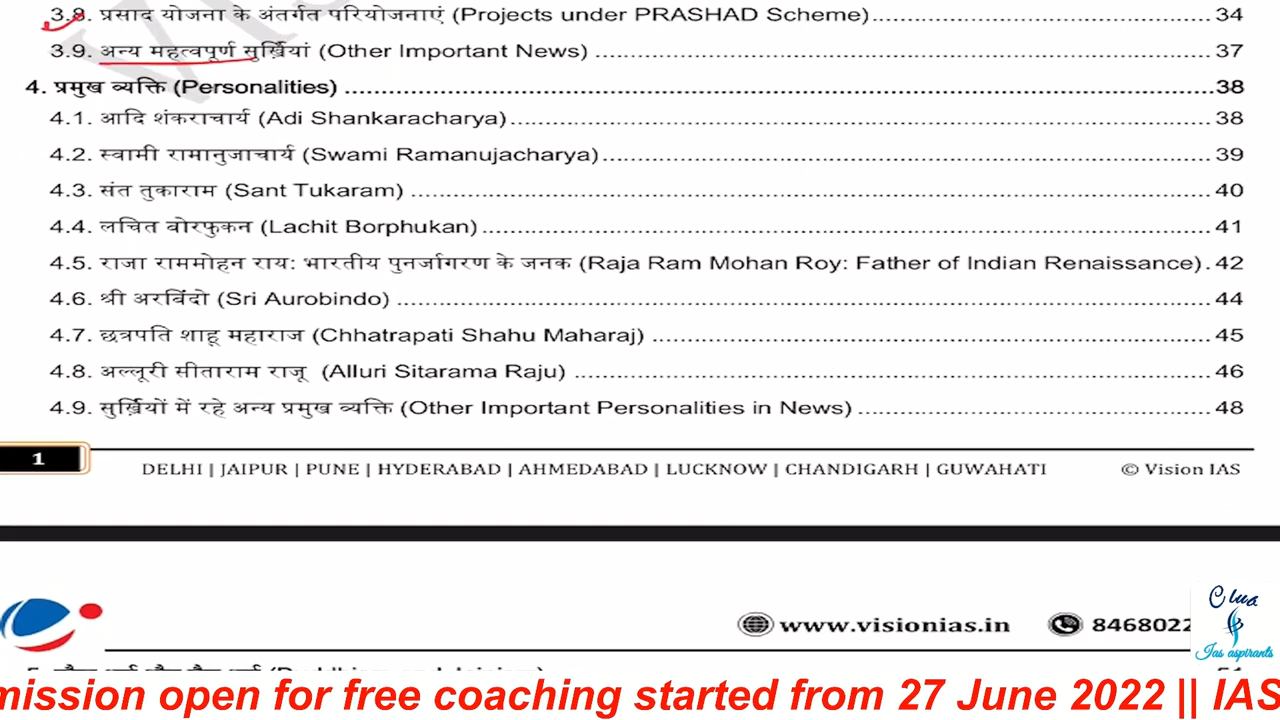 3.8. प्रसाद योजना के अंतर्गत परियोजनाएं (Projects under PRASHAD Scheme)................................................ 34
3.9. अन्य महत्वपूर्ण सुर्ख़ियां (Other Important News) ................................................................................ 37
4. प्रमुख व्यक्ति (Personalities) ................................................................................................................ 38
4.1. आदि शंकराचार्य (Adi Shankaracharya)............................................................................................ 38
4.2. स्वामी रामानुजाचार्य (Swami Ramanujacharya)............................................................................... 39
4.3. संत तुकाराम (Sant Tukaram) ......................................................................................................... 40
4.4. लचित बोरफुकन (Lachit Borphukan)............................................................................................... 41
4.5. राजा राममोहन राय: भारतीय पुनर्जागरण के जनक (Raja Ram Mohan Roy: Father of Indian Renaissance). 42
4.6. श्री अरविंदो (Sri Aurobindo) .......................................................................................................... 44
4.7. छत्रपति शाहू महाराज (Chhatrapati Shahu Maharaj) ........................................................................ 45
4.8. अल्लूरी सीताराम राजू (Alluri Sitarama Raju) .................................................................................. 46
4.9. सुर्ख़ियों में रहे अन्य प्रमुख व्यक्ति (Other Important Personalities in News) ................................................ 48
1
DELHI | JAIPUR | PUNE | HYDERABAD | AHMEDABAD | LUCKNOW | CHANDIGARH | GUWAHATI
© Vision IAS
www.visionias.in
8468022
Clua
Ias aspirants
mission open for free coaching started from 27 June 2022 || IAS